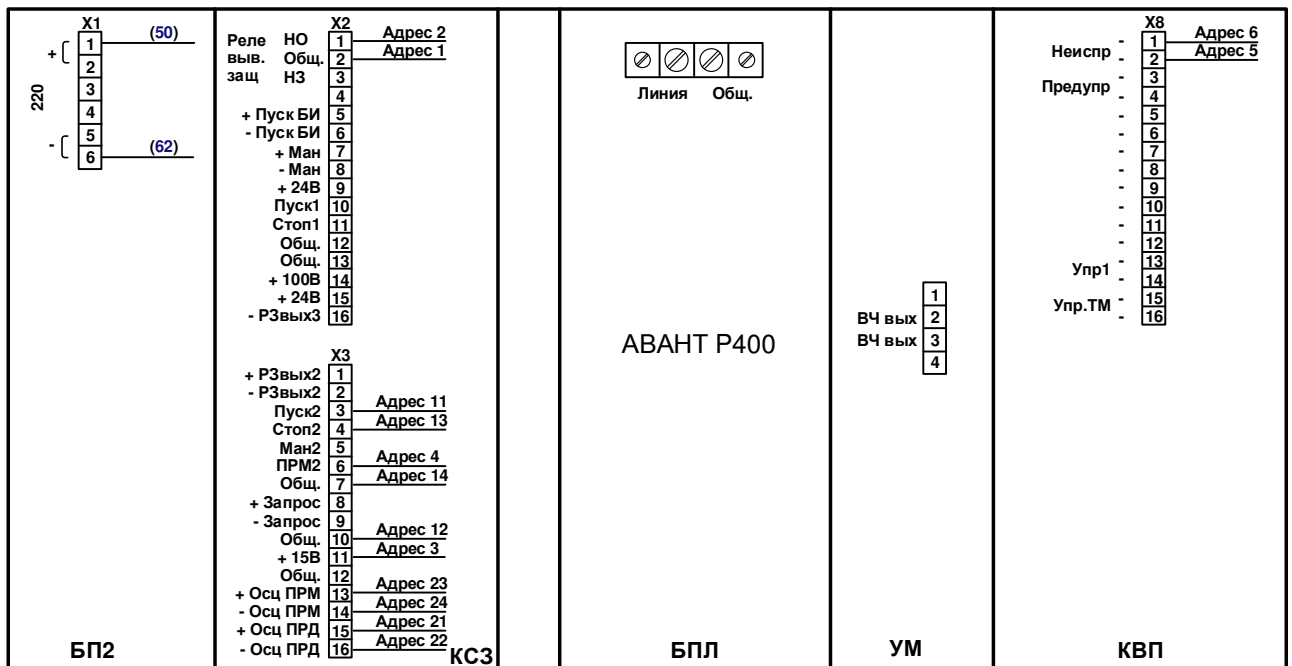 X1
1 (50)
+
2
3
220
4
5
-
6 (62)
БП2
X2
Реле НО 1 Адрес 2
выв. Общ. 2 Адрес 1
защ НЗ 3
4
+ Пуск БИ 5
- Пуск БИ 6
+ Ман 7
- Ман 8
+ 24В 9
Пуск1 10
Стоп1 11
Общ. 12
Общ. 13
+ 100В 14
+ 24В 15
- РЗвых3 16
X3
+ РЗвых2 1
- РЗвых2 2
Пуск2 3 Адрес 11
Стоп2 4 Адрес 13
Ман2 5
ПРМ2 6 Адрес 4
Общ. 7 Адрес 14
+ Запрос 8
- Запрос 9
Общ. 10 Адрес 12
+ 15В 11 Адрес 3
Общ. 12
+ Осц ПРМ 13 Адрес 23
- Осц ПРМ 14 Адрес 24
+ Осц ПРД 15 Адрес 21
- Осц ПРД 16 Адрес 22
КСЗ
Линия Общ.
АВАНТ Р400
БПЛ
1
ВЧ вых 2
ВЧ вых 3
4
УМ
X8
- 1 Адрес 6
Неиспр
- 2 Адрес 5
- 3
Предупр
- 4
- 5
- 6
- 7
- 8
- 9
- 10
- 11
- 12
- 13
Упр1
- 14
- 15
Упр.ТМ
- 16
КВП